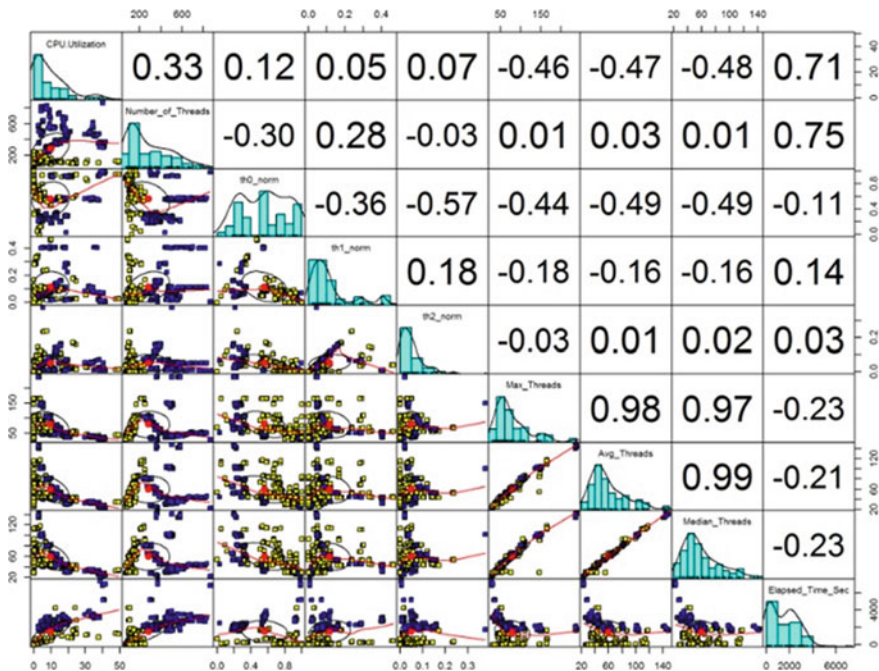 200 600 0.0 0.2 0.4 50 150 20 60 100 140
CPU.Utilization 0.33 0.12 0.05 0.07 -0.46 -0.47 -0.48 0.71 0 20 40
200 600 Number_of_Threads -0.30 0.28 -0.03 0.01 0.03 0.01 0.75
th0_norm -0.36 -0.57 -0.44 -0.49 -0.49 -0.11 0.0 0.4 0.8
0.0 0.2 0.4 th1_norm 0.18 -0.18 -0.16 -0.16 0.14
th2_norm -0.03 0.01 0.02 0.03 0.0 0.2
50 150 Max_Threads 0.98 0.97 -0.23
Avg_Threads 0.99 -0.21 20 60 120
20 60 120 Median_Threads -0.23
Elapsed_Time_Sec 0 4000
0 10 30 50 0.0 0.4 0.8 0.0 0.1 0.2 0.3 20 60 100 140 0 2000 6000